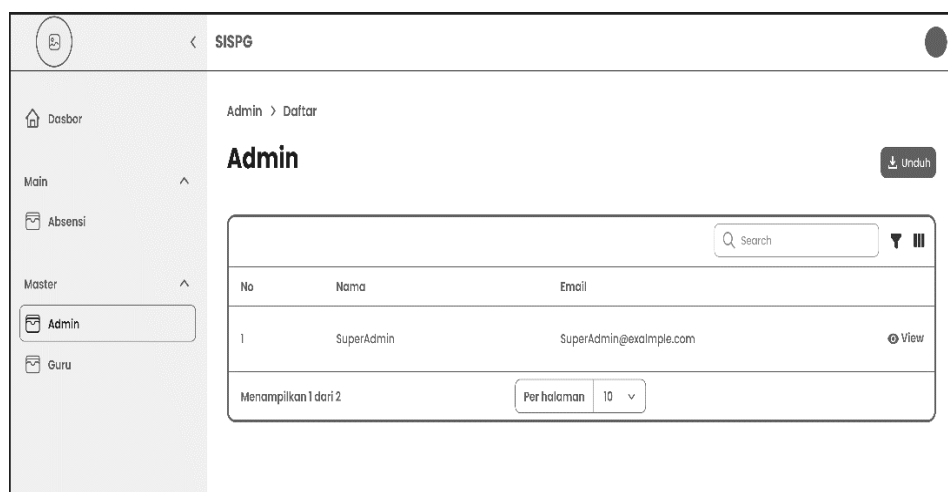 SISPG
Dasbor
Main
Absensi
Master
Admin
Guru
Admin > Daftar
Admin
Unduh
Search
No Nama Email
1 SuperAdmin SuperAdmin@exalmple.com View
Menampilkan 1 dari 2 Per halaman 10